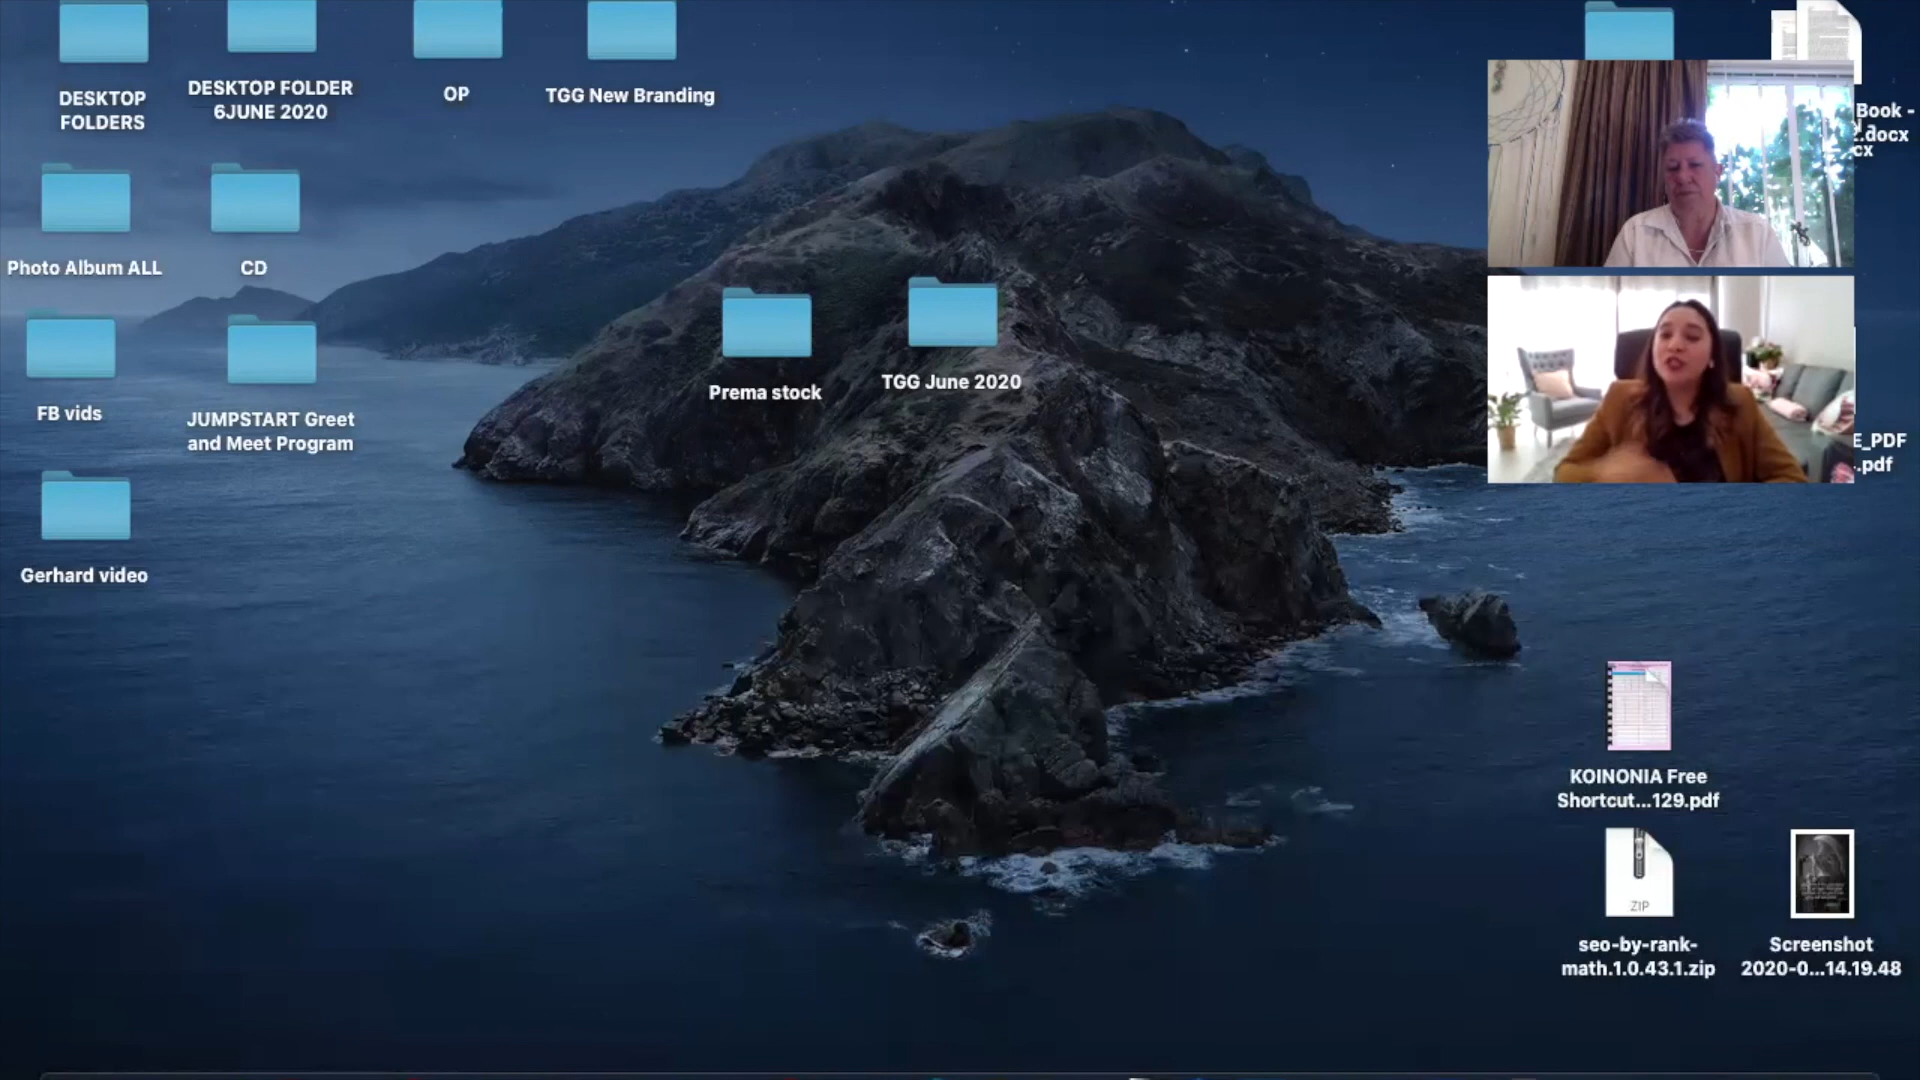 DESKTOP
FOLDERS
DESKTOP FOLDER
6JUNE 2020
OP
TGG New Branding
Book -
.docx
cx
Photo Album ALL
CD
Prema stock
TGG June 2020
FB vids
JUMPSTART Greet
and Meet Program
E_PDF
.pdf
Gerhard video
KOINONIA Free
Shortcut...129.pdf
ZIP
seo-by-rank-
math.1.0.43.1.zip
Screenshot
2020-0...14.19.48